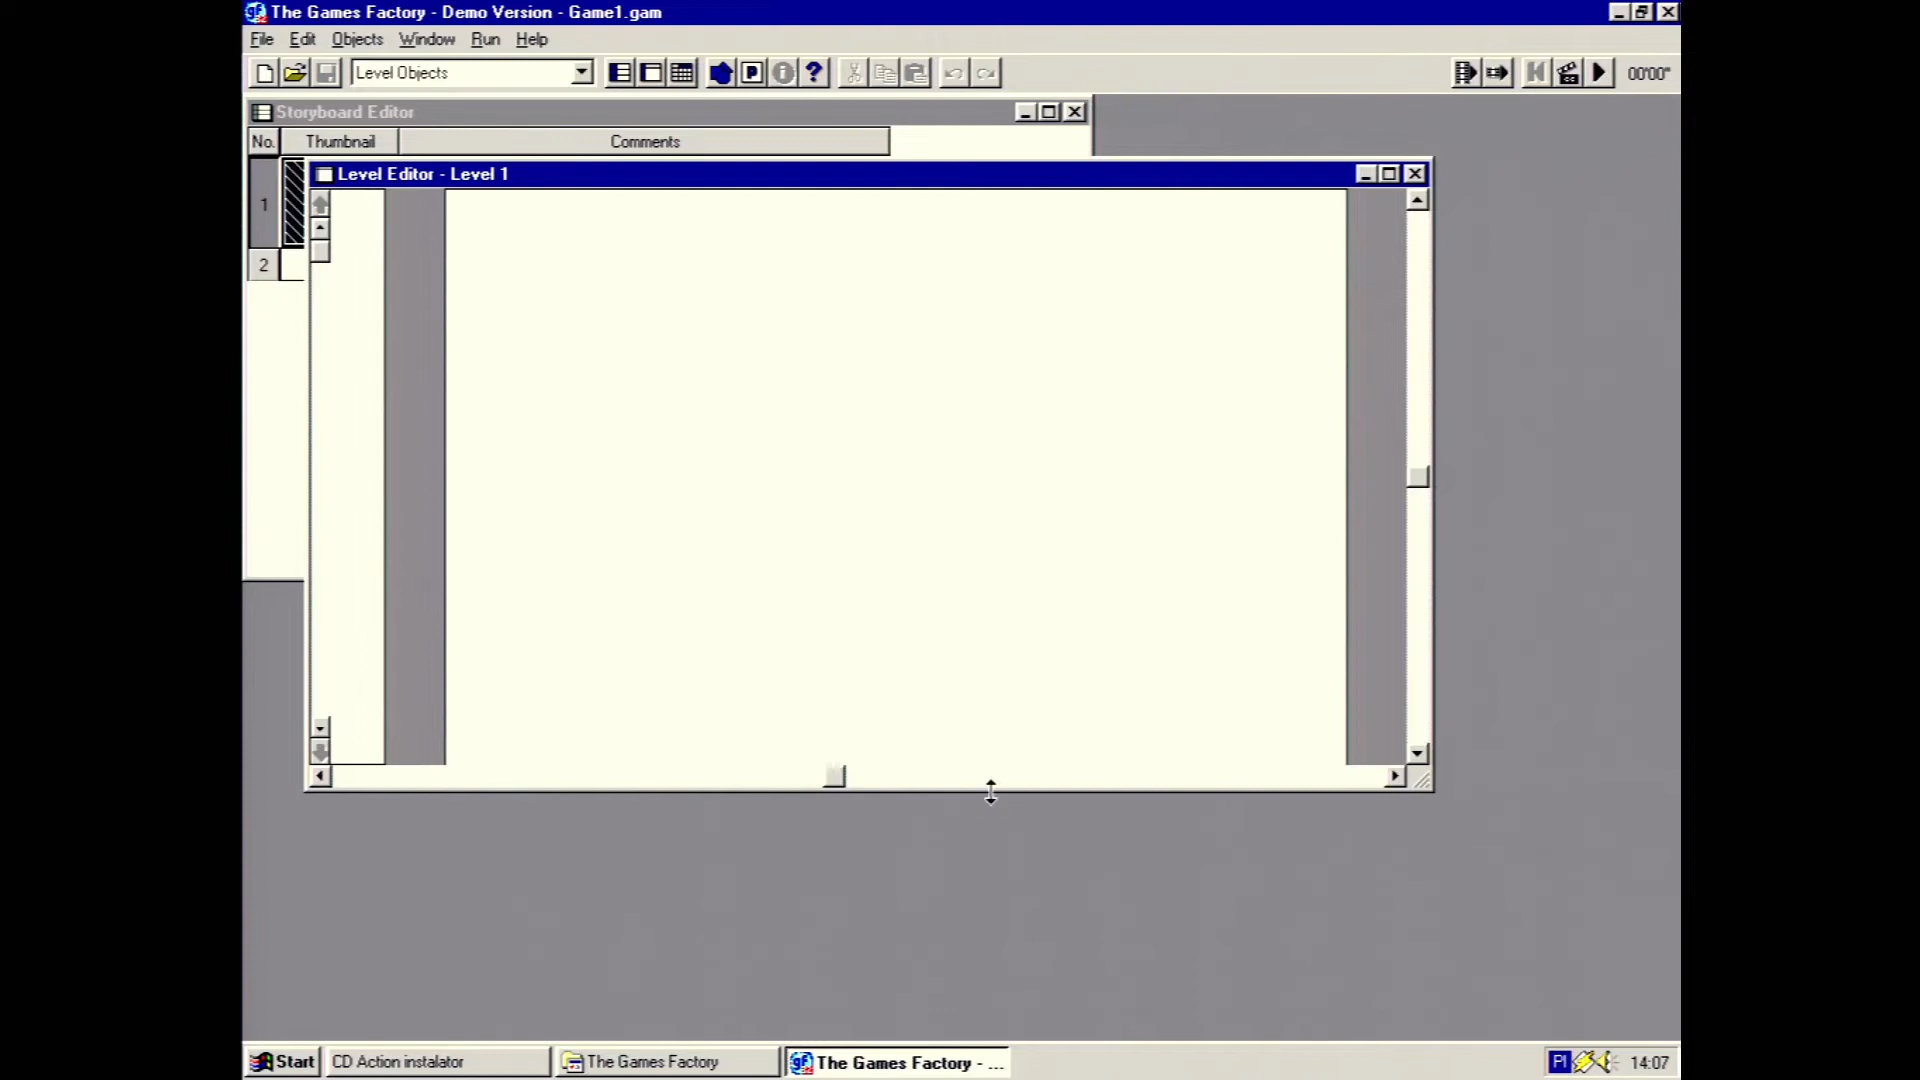 The Games Factory - Demo Version - Game1.gam
File Edit Objects Window Run Help
Level Objects
P
i
?
00'00"
Storyboard Editor
No. Thumbnail Comments
Level Editor - Level 1
1
2
Start CD Action instalator The Games Factory The Games Factory - ... Pl 14:07